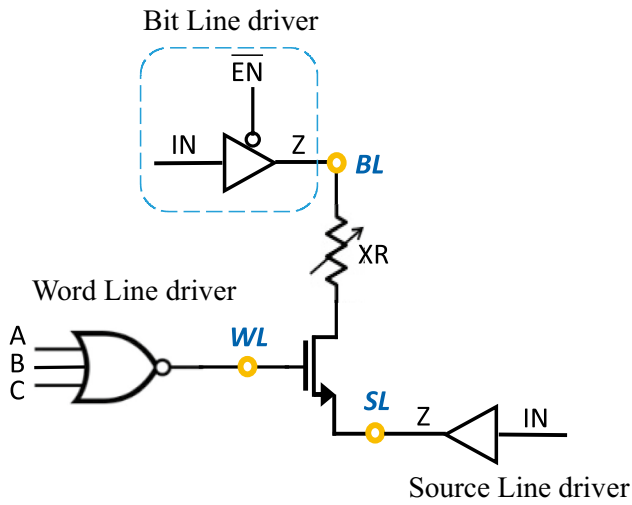 Bit Line driver
EN
IN
Z
BL
XR
Word Line driver
A
B
C
WL
SL
Z
IN
Source Line driver